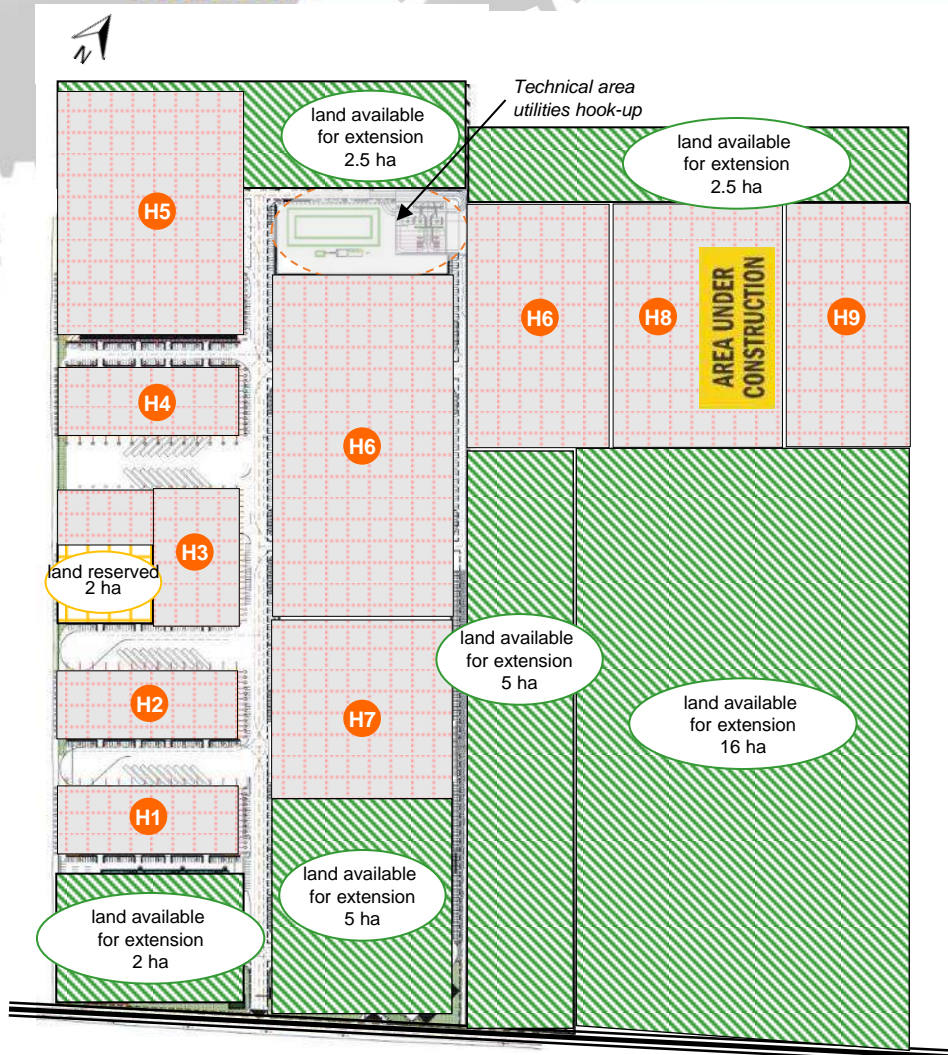 N
Technical area
utilities hook-up
land available
for extension
2.5 ha
land available
for extension
2.5 ha
H5
H6
H8
AREA UNDER
CONSTRUCTION
H9
H4
H6
H3
land reserved
2 ha
land available
for extension
5 ha
H2
H7
land available
for extension
16 ha
H1
land available
for extension
5 ha
land available
for extension
2 ha